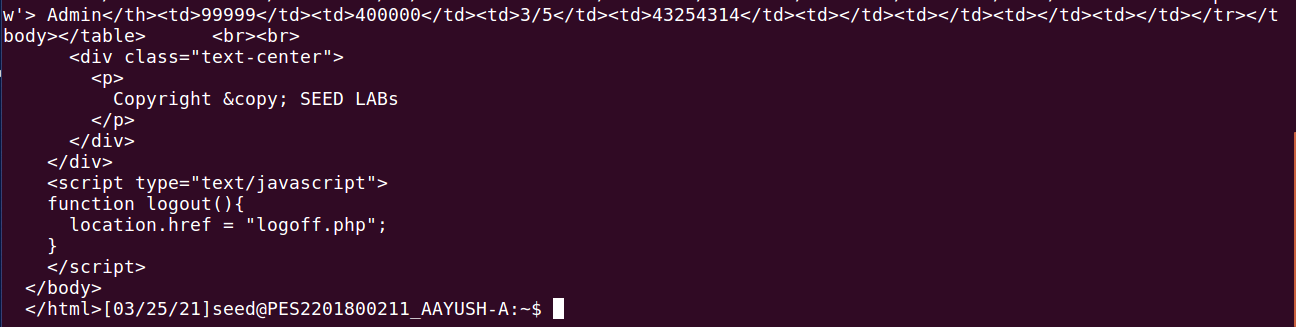 w'> Admin</th><td>99999</td><td>400000</td><td>3/5</td><td>43254314</td><td></td><td></td><td></td><td></td></tr></t
body></table>      <br><br>
      <div class="text-center">
        <p>
          Copyright &copy; SEED LABs
        </p>
      </div>
    </div>
    <script type="text/javascript">
    function logout(){
      location.href = "logoff.php";
    }
    </script>
  </body>
  </html>[03/25/21]seed@PES2201800211_AAYUSH-A:~$